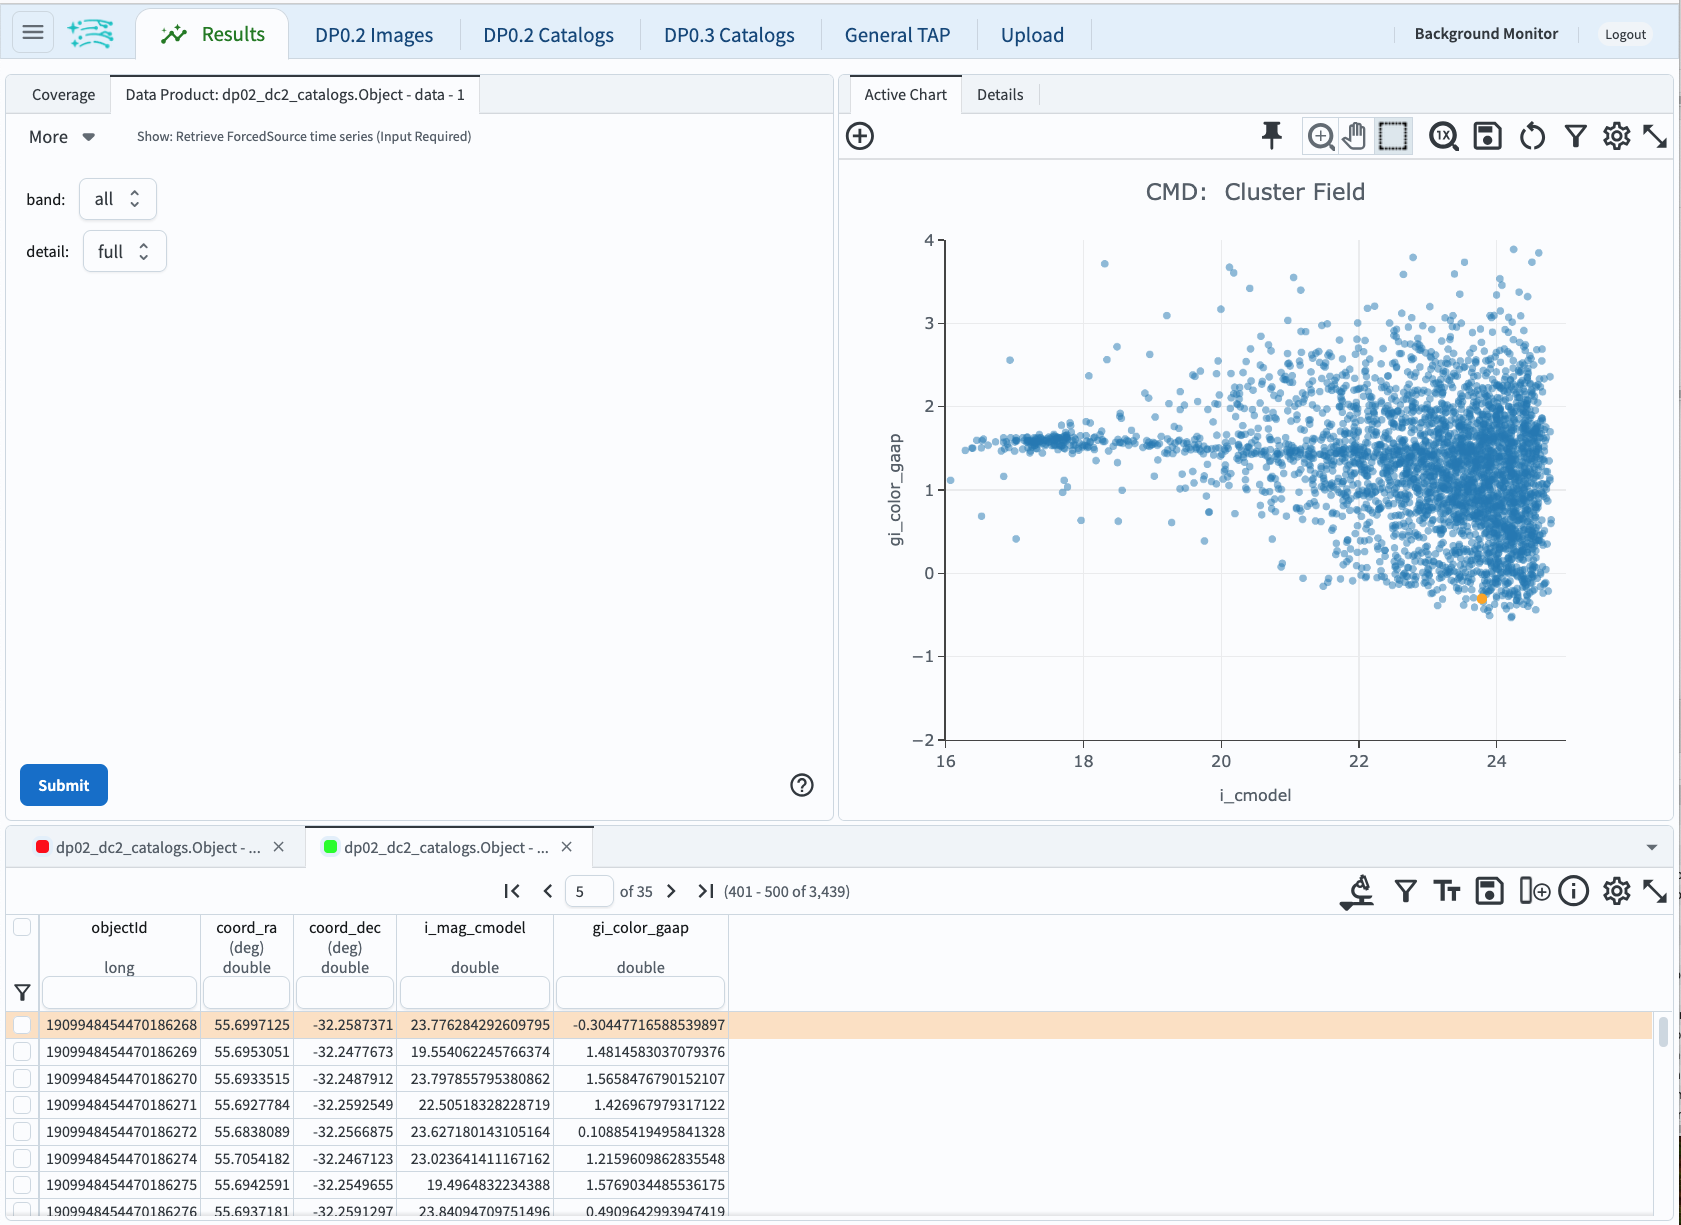 Results
DP0.2 Images
DP0.2 Catalogs
DP0.3 Catalogs
General TAP
Upload
Background Monitor
Logout
Coverage
Data Product: dp02_dc2_catalogs.Object - data - 1
More
Show: Retrieve ForcedSource time series (Input Required)
band:
all
detail:
full
Submit
Active Chart
Details
1X
CMD: Cluster Field
4
3
2
1
0
−1
−2
gi_color_gaap
16
18
20
22
24
i_cmodel
dp02_dc2_catalogs.Object - ...
dp02_dc2_catalogs.Object - ...
5 of 35 (401 - 500 of 3,439)
objectId coord_ra coord_dec i_mag_cmodel gi_color_gaap
(deg) (deg)
long double double double double
1909948454470186268 55.6997125 -32.2587371 23.776284292609795 -0.30447716588539897
1909948454470186269 55.6953051 -32.2477673 19.554062245766374 1.4814583037079376
1909948454470186270 55.6933515 -32.2487912 23.797855795380862 1.5658476790152107
1909948454470186271 55.6927784 -32.2592549 22.50518328228719 1.426967979317122
1909948454470186272 55.6838089 -32.2566875 23.627180143105164 0.10885419495841328
1909948454470186274 55.7054182 -32.2467123 23.023641411167162 1.2159609862835548
1909948454470186275 55.6942591 -32.2549655 19.4964832234388 1.5769034485536175
1909948454470186276 55.6937181 -32.2591297 23.84094709751496 0.4909642993947419